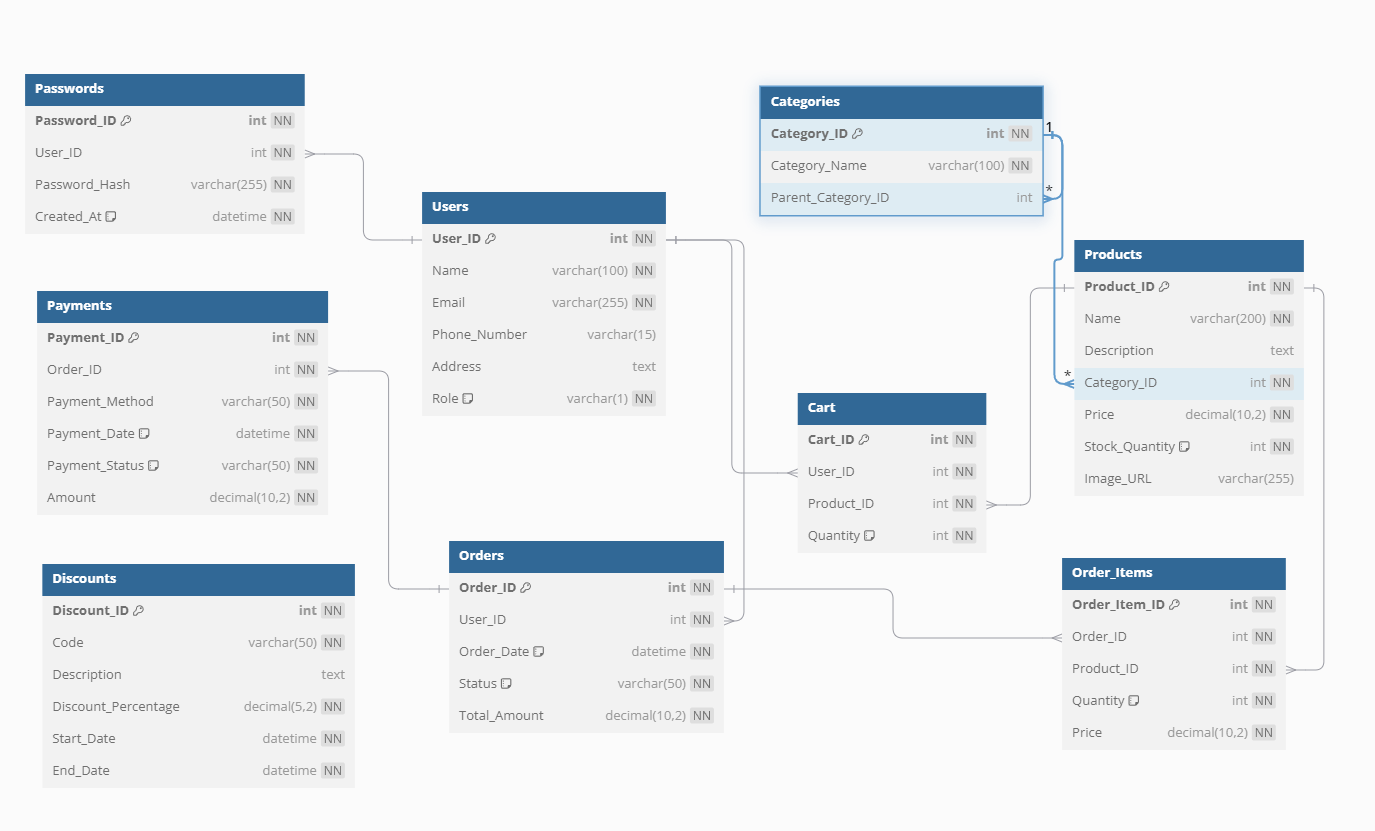 Passwords
Password_ID int NN
User_ID int NN
Password_Hash varchar(255) NN
Created_At datetime NN
Payments
Payment_ID int NN
Order_ID int NN
Payment_Method varchar(50) NN
Payment_Date datetime NN
Payment_Status varchar(50) NN
Amount decimal(10,2) NN
Discounts
Discount_ID int NN
Code varchar(50) NN
Description text
Discount_Percentage decimal(5,2) NN
Start_Date datetime NN
End_Date datetime NN
Users
User_ID int NN
Name varchar(100) NN
Email varchar(255) NN
Phone_Number varchar(15)
Address text
Role varchar(1) NN
Orders
Order_ID int NN
User_ID int NN
Order_Date datetime NN
Status varchar(50) NN
Total_Amount decimal(10,2) NN
Categories
Category_ID int NN
1
Category_Name varchar(100) NN
Parent_Category_ID int
*
Cart
Cart_ID int NN
User_ID int NN
Product_ID int NN
Quantity int NN
Products
Product_ID int NN
Name varchar(200) NN
Description text
*
Category_ID int NN
Price decimal(10,2) NN
Stock_Quantity int NN
Image_URL varchar(255)
Order_Items
Order_Item_ID int NN
Order_ID int NN
Product_ID int NN
Quantity int NN
Price decimal(10,2) NN